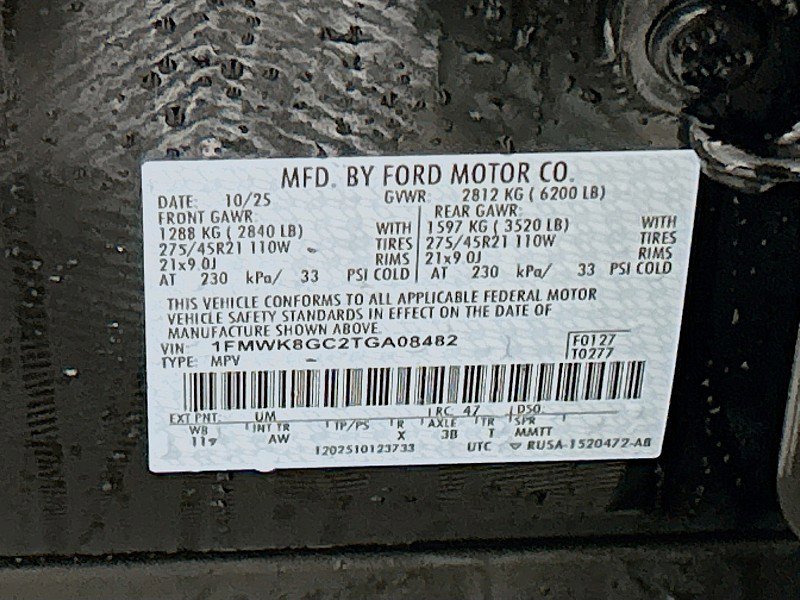 MFD. BY FORD MOTOR CO.
DATE: 10/25 GVWR: 2812 KG ( 6200 LB)
FRONT GAWR: REAR GAWR:
1288 KG ( 2840 LB) WITH 1597 KG ( 3520 LB) WITH
275/45R21 110W TIRES 275/45R21 110W TIRES
21x9.0J RIMS 21x9.0J RIMS
AT 230 kPa/ 33 PSI COLD AT 230 kPa/ 33 PSI COLD
THIS VEHICLE CONFORMS TO ALL APPLICABLE FEDERAL MOTOR
VEHICLE SAFETY STANDARDS IN EFFECT ON THE DATE OF
MANUFACTURE SHOWN ABOVE.
VIN: 1FMWK8GC2TGA08482 F0127
TYPE: MPV T0277
EXT PNT: UM RC: 47 DSO:
WB INT TR TP/PS R AXLE TR SPR
119 AW X 3B T MMTT
1202510123733 UTC ▽ RUSA-1520472-AB